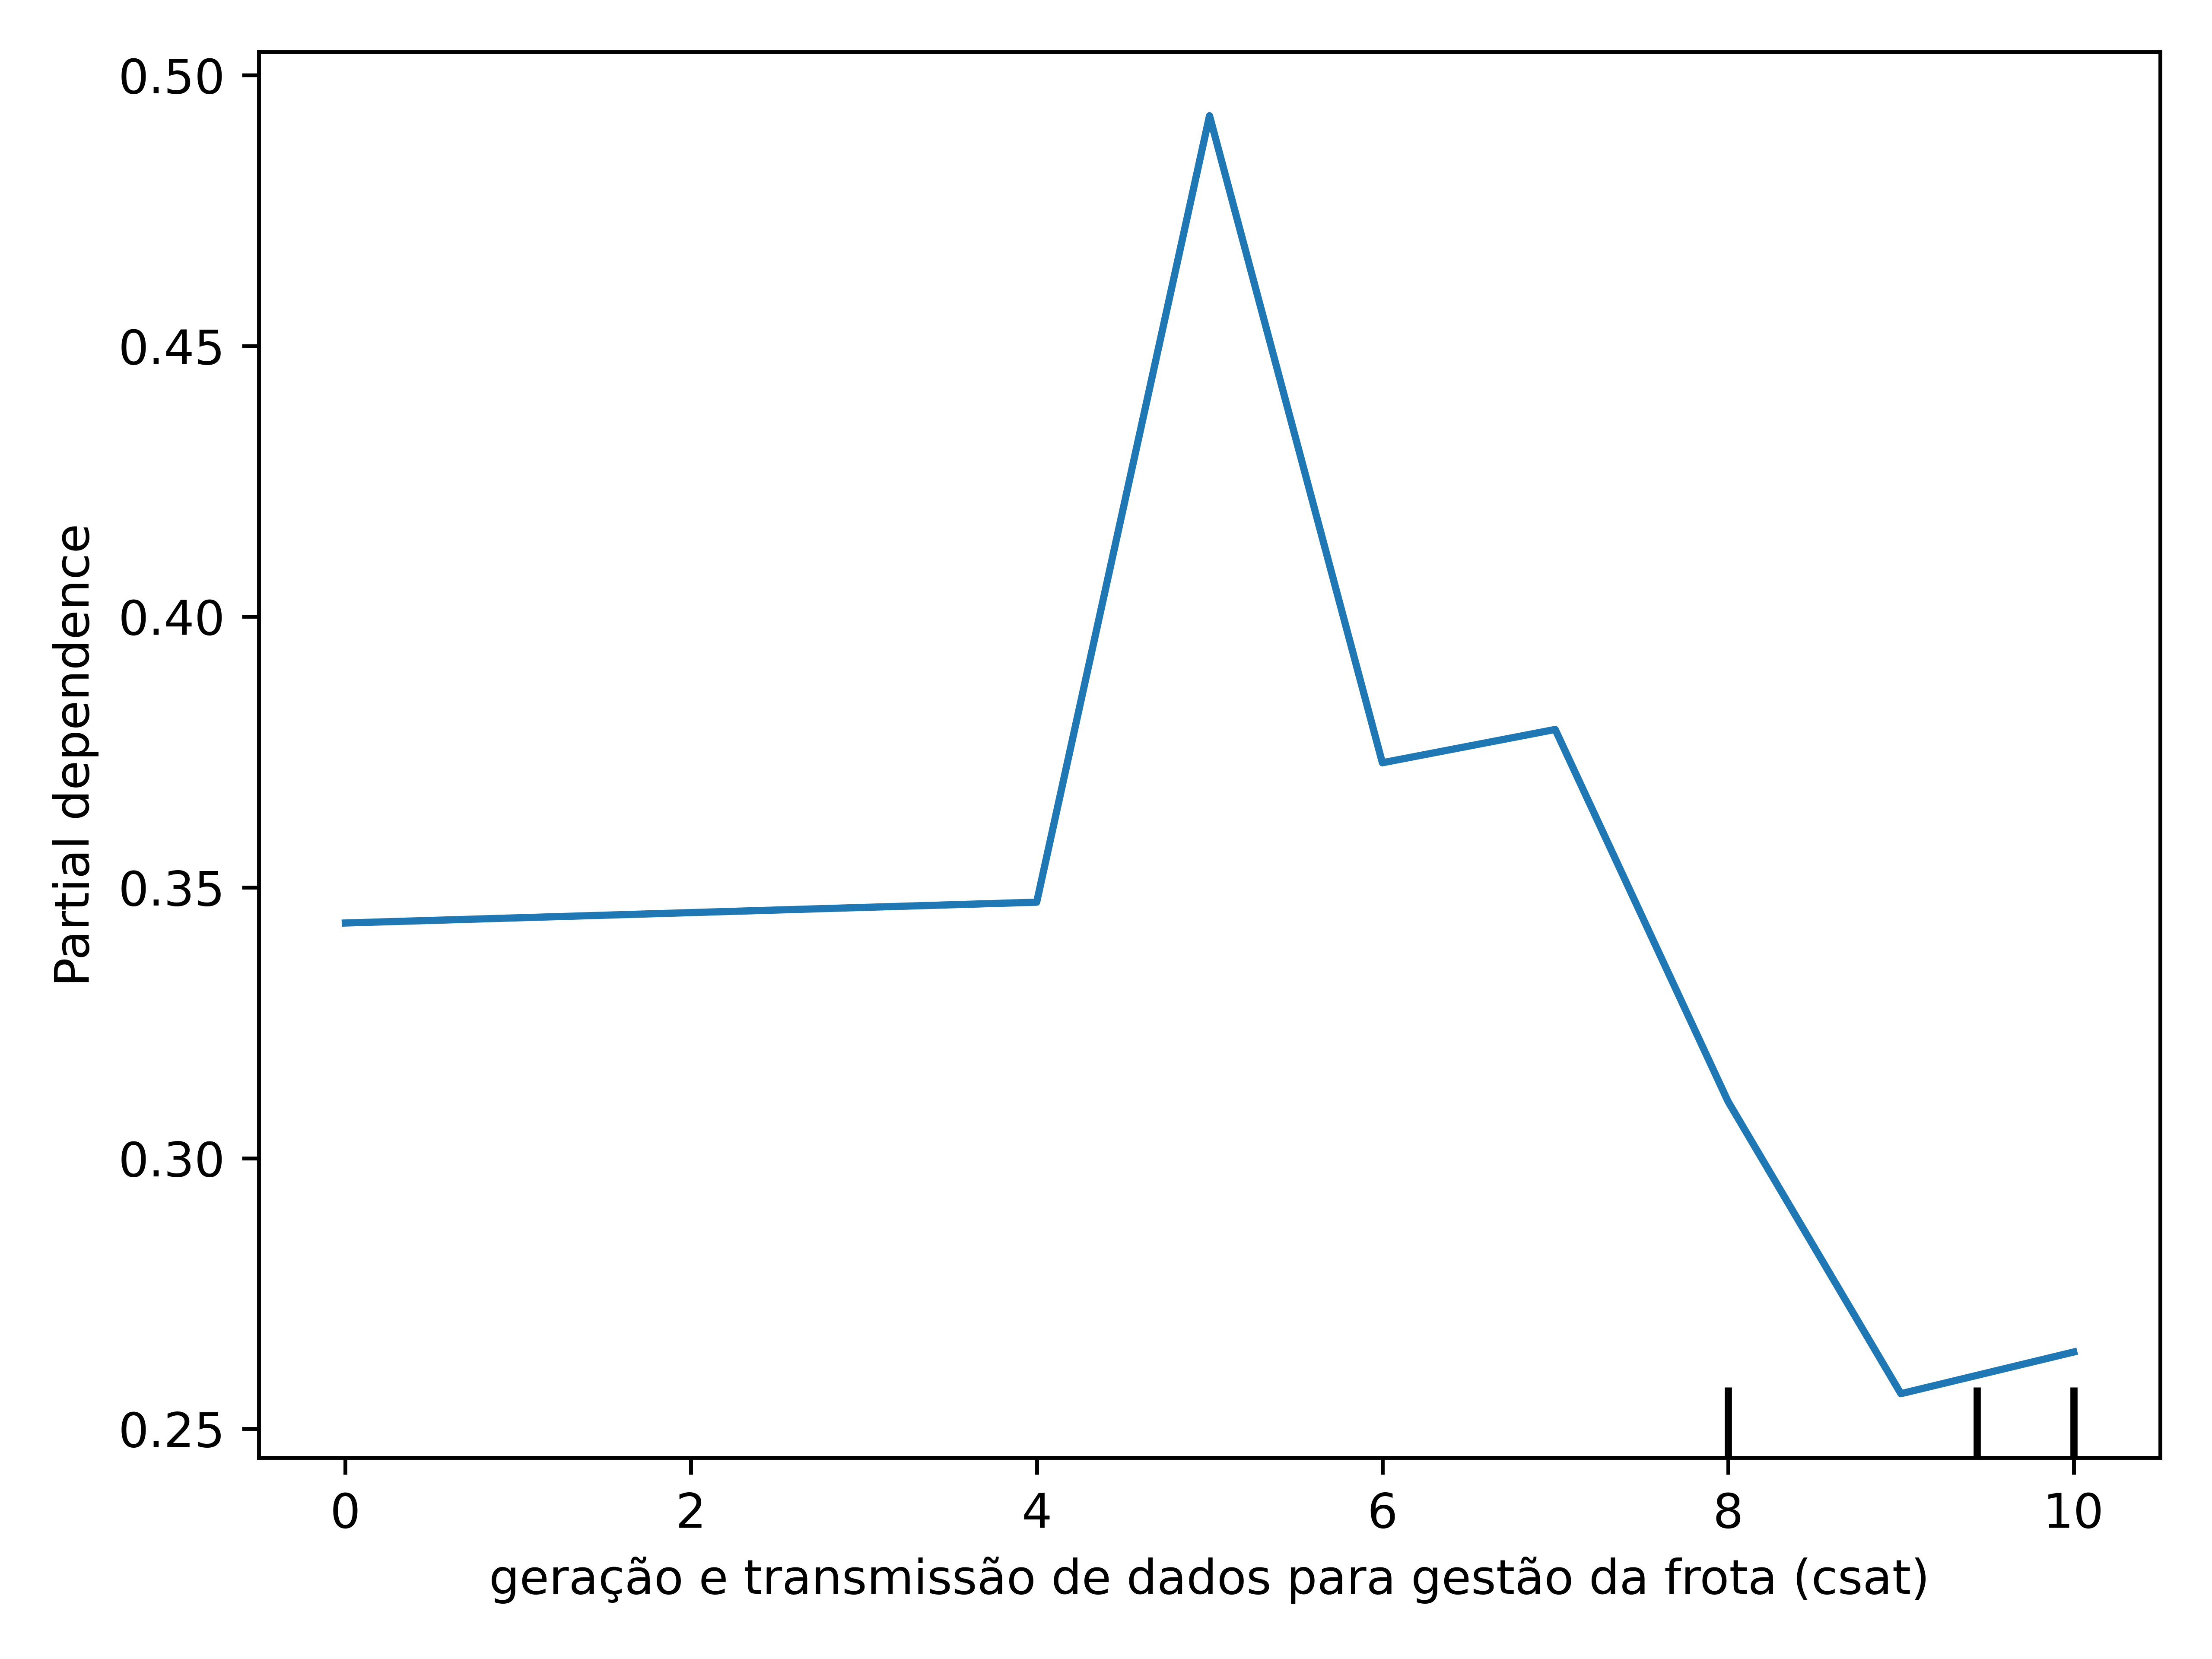 0.50
0.45
0.40
0.35
0.30
0.25
Partial dependence
0 2 4 6 8 10
geração e transmissão de dados para gestão da frota (csat)